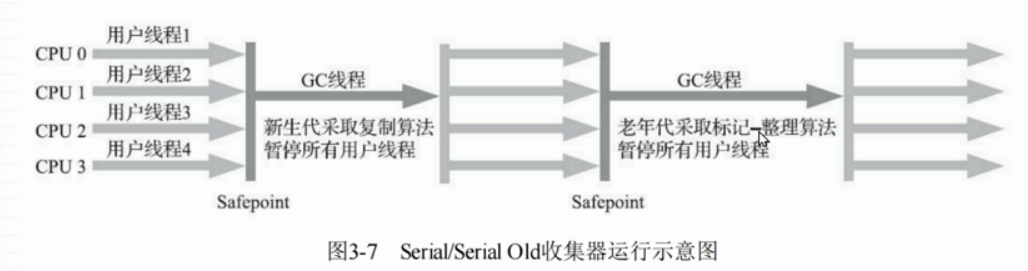 用户线程1
CPU 0
用户线程2
CPU 1
用户线程3
CPU 2
用户线程4
CPU 3
GC线程
新生代采取复制算法
暂停所有用户线程
Safepoint
GC线程
老年代采取标记-整理算法
暂停所有用户线程
Safepoint
图3-7 Serial/Serial Old收集器运行示意图